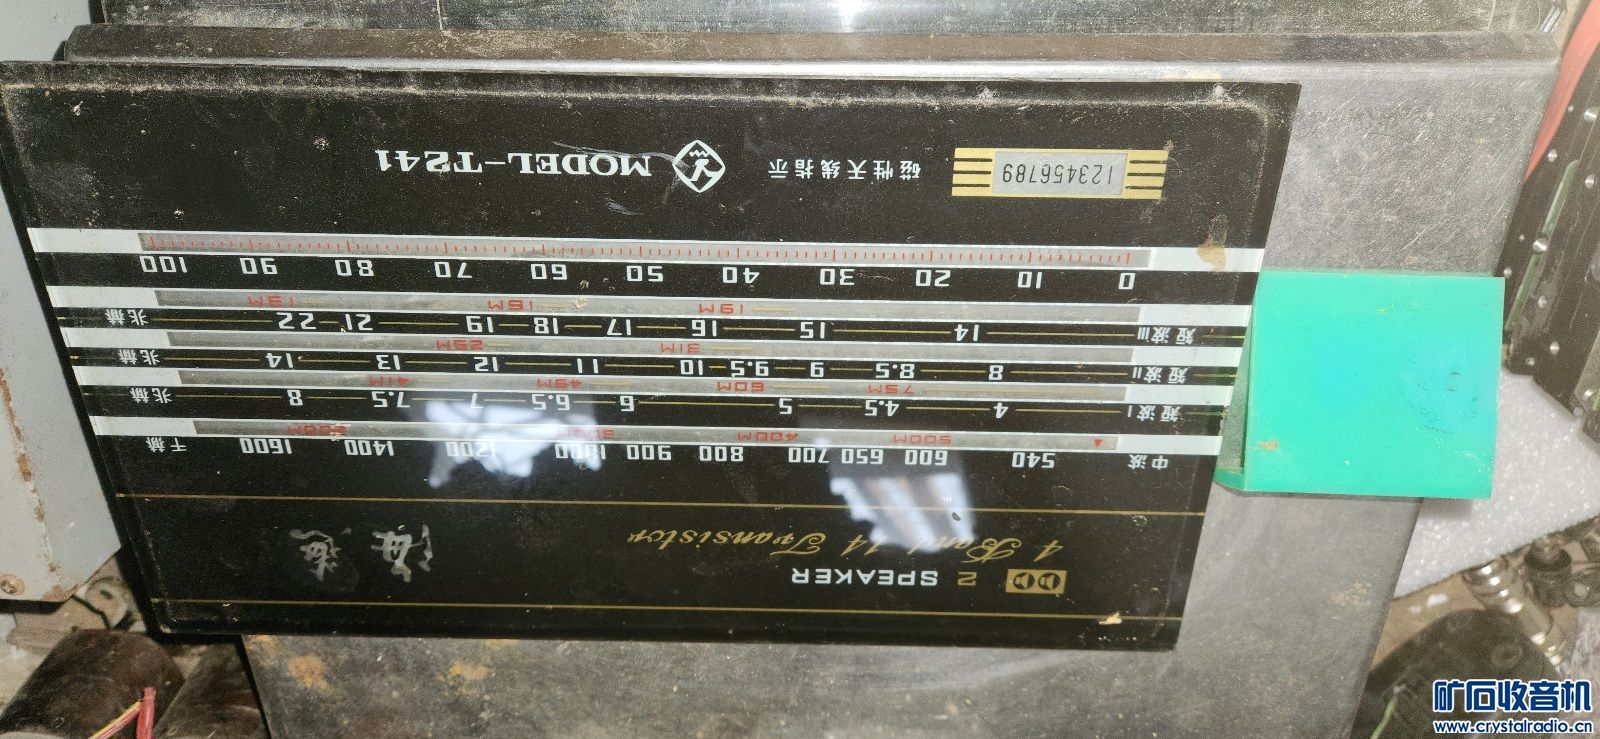 2 SPEAKER
4 Band 11 Transistor
海燕
中波 540 600 650 700 800 900 1000 1200 1400 1600 千赫
500M 400M 300M 200M
短波I 4 4.5 5 6 6.5 7 7.5 8 兆赫
75M 60M 49M 41M
短波II 8 8.5 9 9.5 10 11 12 13 14 兆赫
31M 25M
短波III 14 15 16 17 18 19 21 22 兆赫
19M 16M 13M
0 10 20 30 40 50 60 70 80 90 100
123456789 磁性天线指示 MODEL-T241
矿石收音机
www.crystalradio.cn